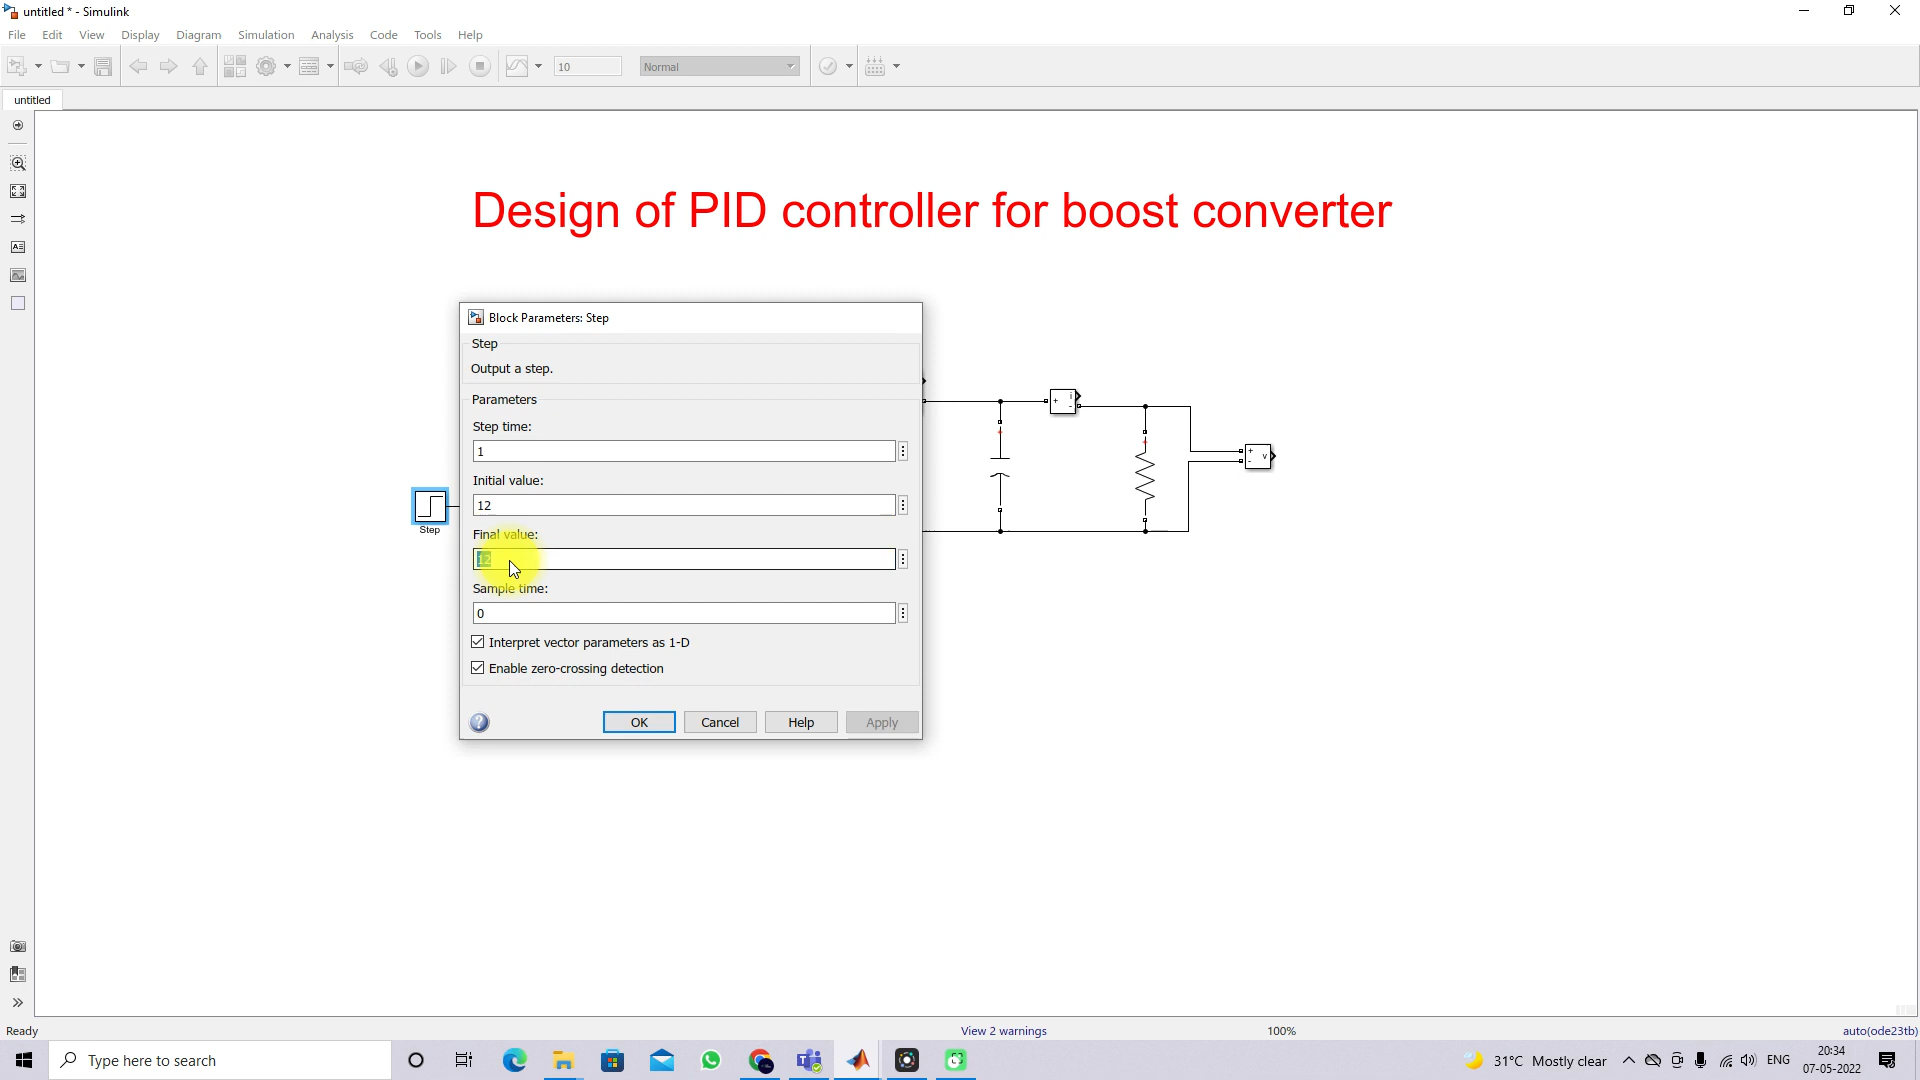 untitled * - Simulink
File Edit View Display Diagram Simulation Analysis Code Tools Help
10 Normal
untitled
Design of PID controller for boost converter
Block Parameters: Step
Step
Output a step.
Parameters
Step time:
1
Initial value:
12
Final value:
12
Sample time:
0
Interpret vector parameters as 1-D
Enable zero-crossing detection
OK Cancel Help Apply
Step
+ i -
+ v -
Ready View 2 warnings 100% auto(ode23tb)
Type here to search
31°C Mostly clear ENG
20:34
07-05-2022